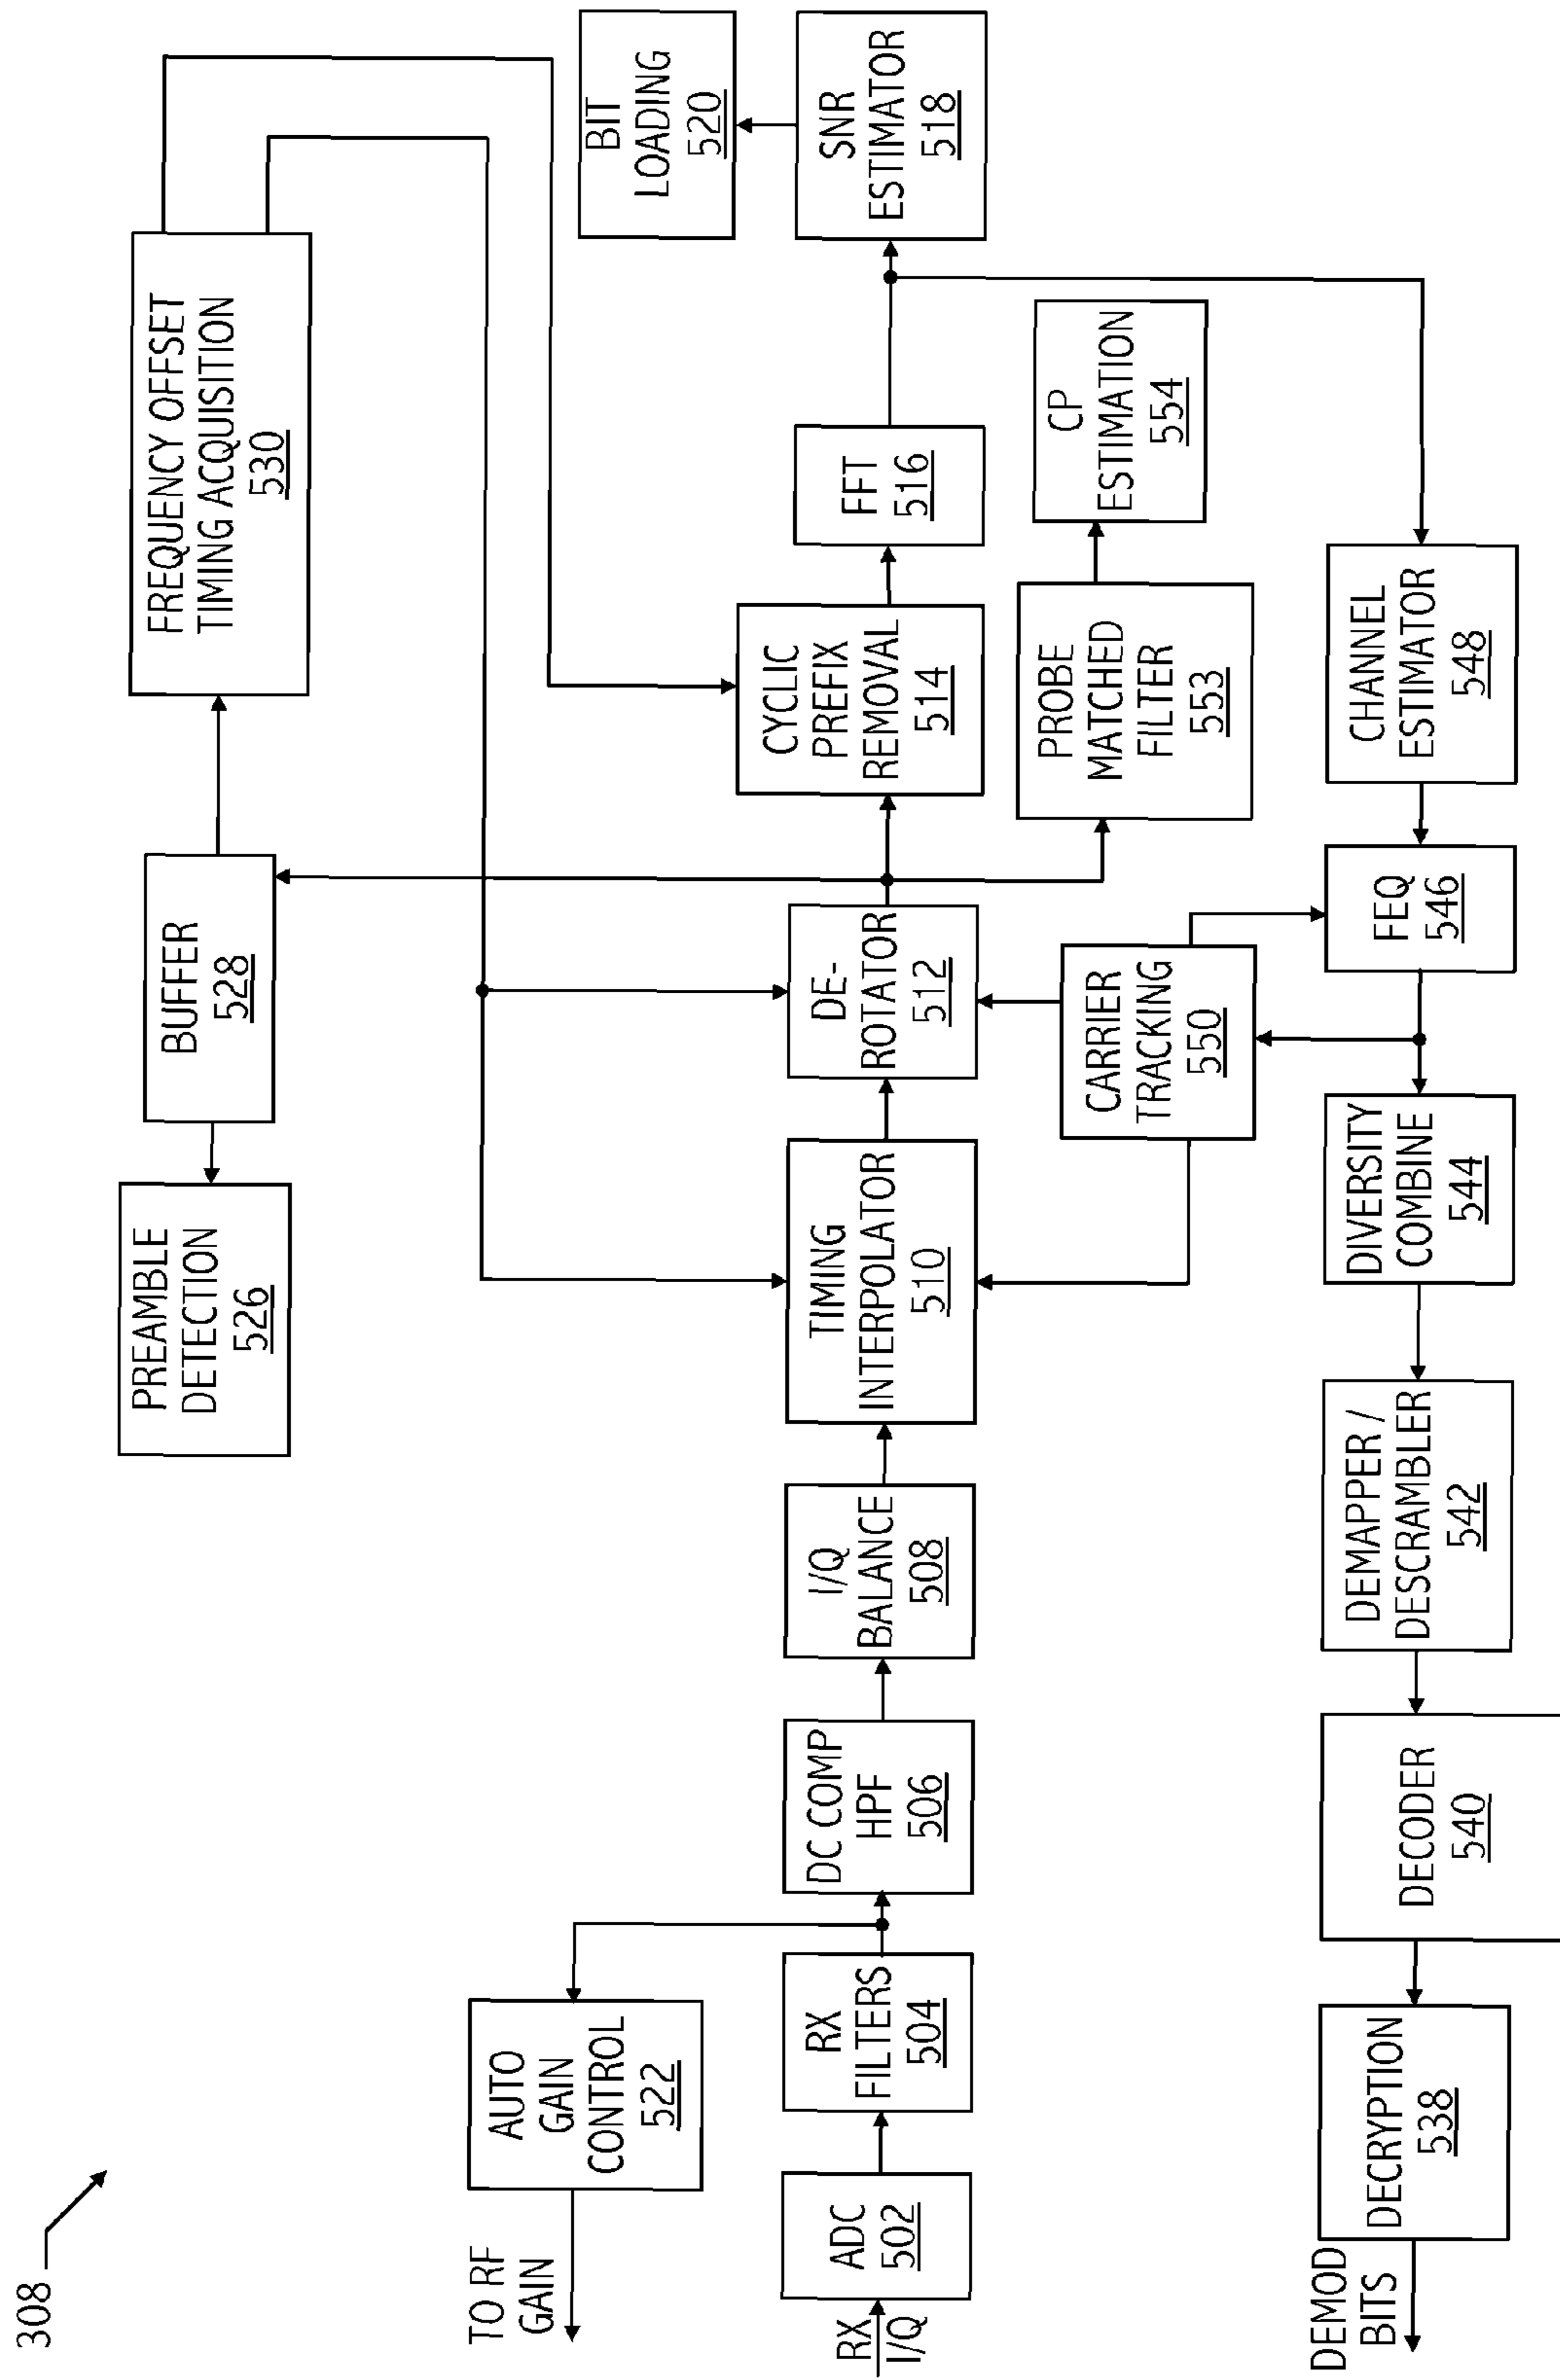 308
PREAMBLE
DETECTION
526
BUFFER
528
FREQUENCY OFFSET
TIMING ACQUISITION
530
TO RF
GAIN
AUTO
GAIN
CONTROL
522
BIT
LOADING
520
RX
I/Q
ADC
502
RX
FILTERS
504
DC COMP
HPF
506
I/Q
BALANCE
508
TIMING
INTERPOLATOR
510
DE-
ROTATOR
512
CYCLIC
PREFIX
REMOVAL
514
FFT
516
SNR
ESTIMATOR
518
CARRIER
TRACKING
550
PROBE
MATCHED
FILTER
553
CP
ESTIMATION
554
DEMOD
BITS
DECRYPTION
538
DECODER
540
DEMAPPER /
DESCRAMBLER
542
DIVERSITY
COMBINE
544
FEQ
546
CHANNEL
ESTIMATOR
548